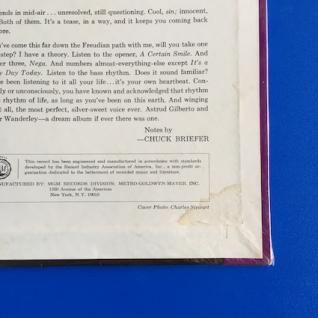 ends in mid-air . . . unresolved, still questioning. Cool, sin; innocent,
Both of them. It's a tease, in a way, and it keeps you coming back
ore.
've come this far down the Freudian path with me, will you take one
step? I have a theory. Listen to the opener, A Certain Smile. And
er three, Nega. And numbers almost-everything-else except It's a
y Day Today. Listen to the bass rhythm. Does it sound familiar?
e been listening to it all your life . . . it's your own heartbeat. Con-
ly or unconsciously, you have known and acknowledged that rhythm
rhythm of life, as long as you've been on this earth. And winging
t all, the most perfect, silver-sweet voice ever. Astrud Gilberto and
r Wanderley—a dream album if ever there was one.
Notes by
—CHUCK BRIEFER
This record has been engineered and manufactured in accordance with standards
developed by the Record Industry Association of America, Inc., a non-profit or-
ganization dedicated to the betterment of recorded music and literature.
NUFACTURED BY: MGM RECORDS DIVISION, METRO-GOLDWYN-MAYER, INC.
1350 Avenue of the Americas
New York, N.Y. 10019
Cover Photo: Charles Stewart